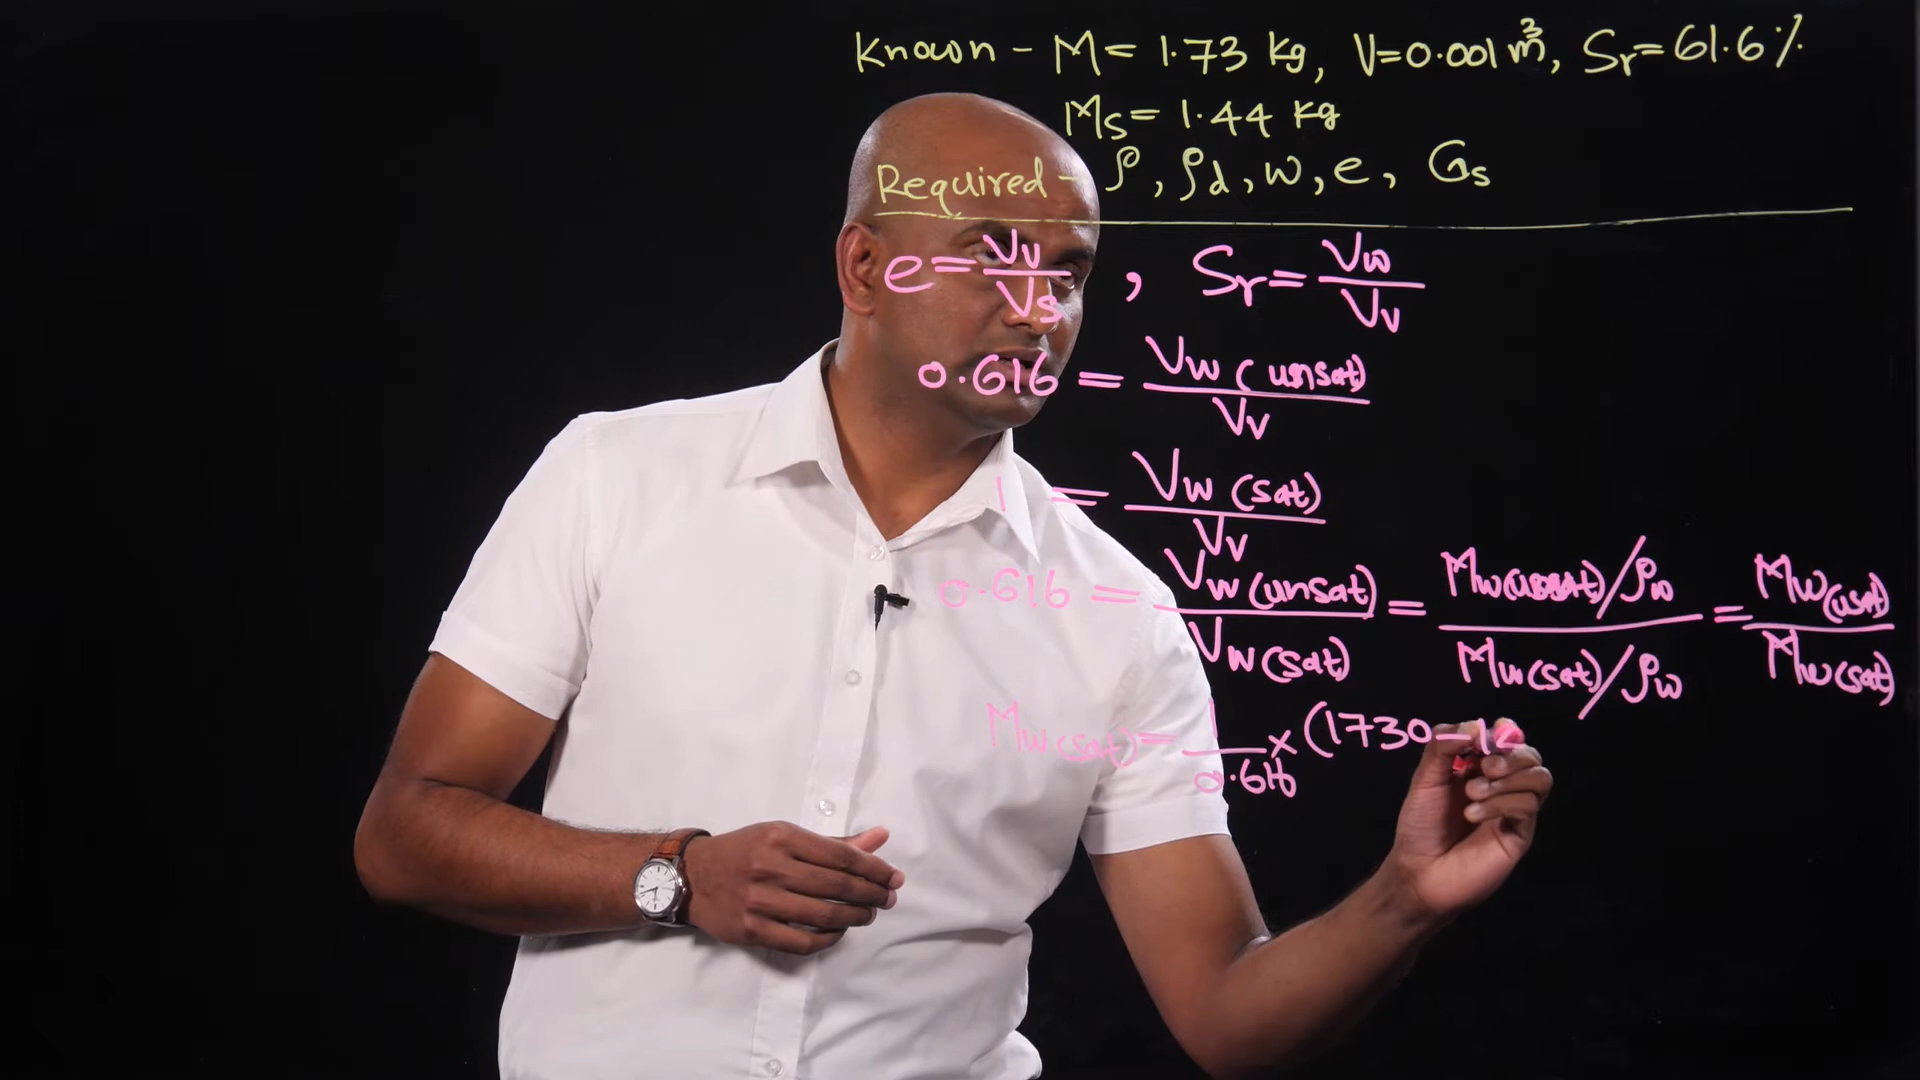 Known - M = 1.73 kg, V=0.001 m³, Sr=61.6%
Ms = 1.44 kg
Required - ρ, ρd, w, e, Gs
e = Vv/Vs , Sr = Vw/Vv
0.616 = Vw (unsat)/Vv
1 = Vw (sat)/Vv
0.616 = Vw (unsat)/Vw (sat) = Mw(unsat)/ρw / Mw(sat)/ρw = Mw(usat)/Mw(sat)
Mw(sat) = 1/0.616 × (1730 - 1